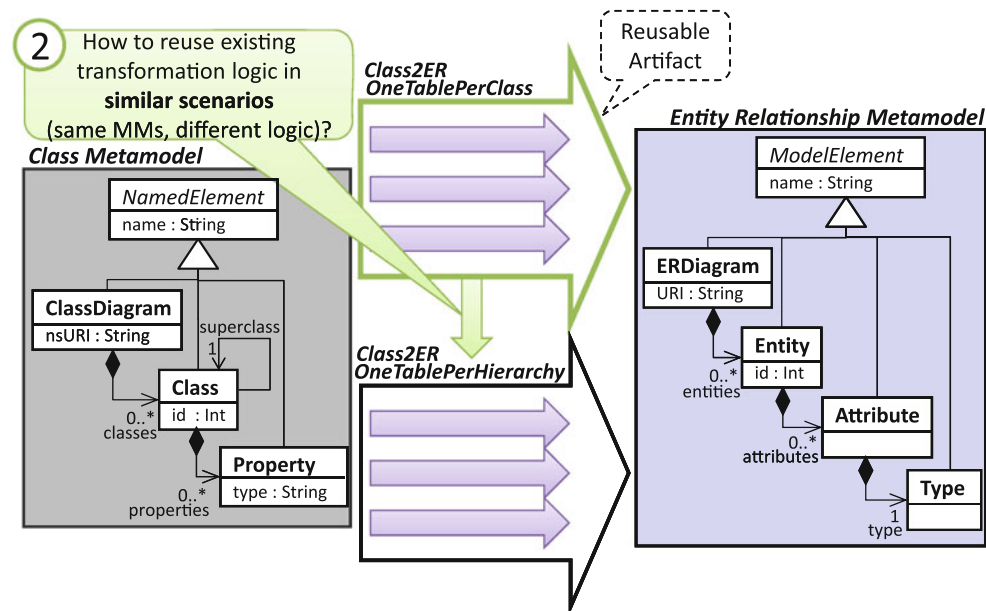 2
How to reuse existing
transformation logic in
similar scenarios
(same MMs, different logic)?
Class Metamodel
NamedElement
name : String
ClassDiagram
nsURI : String
superclass
1
Class
id : Int
0..*
classes
Property
type : String
0..*
properties
Class2ER
OneTablePerClass
Class2ER
OneTablePerHierarchy
Reusable
Artifact
Entity Relationship Metamodel
ModelElement
name : String
ERDiagram
URI : String
Entity
id : Int
0..*
entities
Attribute
0..*
attributes
Type
1
type